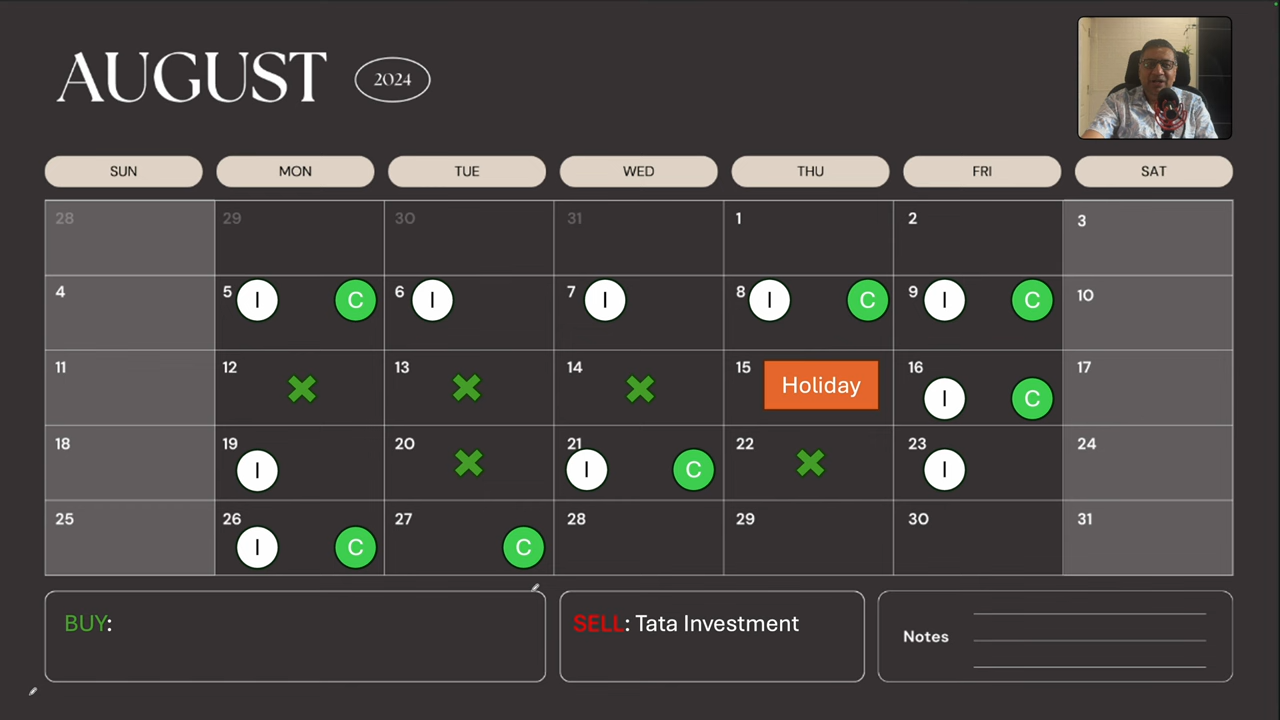 AUGUST 2024
SUN MON TUE WED THU FRI SAT
28 29 30 31 1 2 3
4 5 I C 6 I 7 I 8 I C 9 I C 10
11 12 13 14 15 Holiday 16 I C 17
18 19 I 20 21 I C 22 23 I 24
25 26 I C 27 C 28 29 30 31
BUY: SELL: Tata Investment Notes